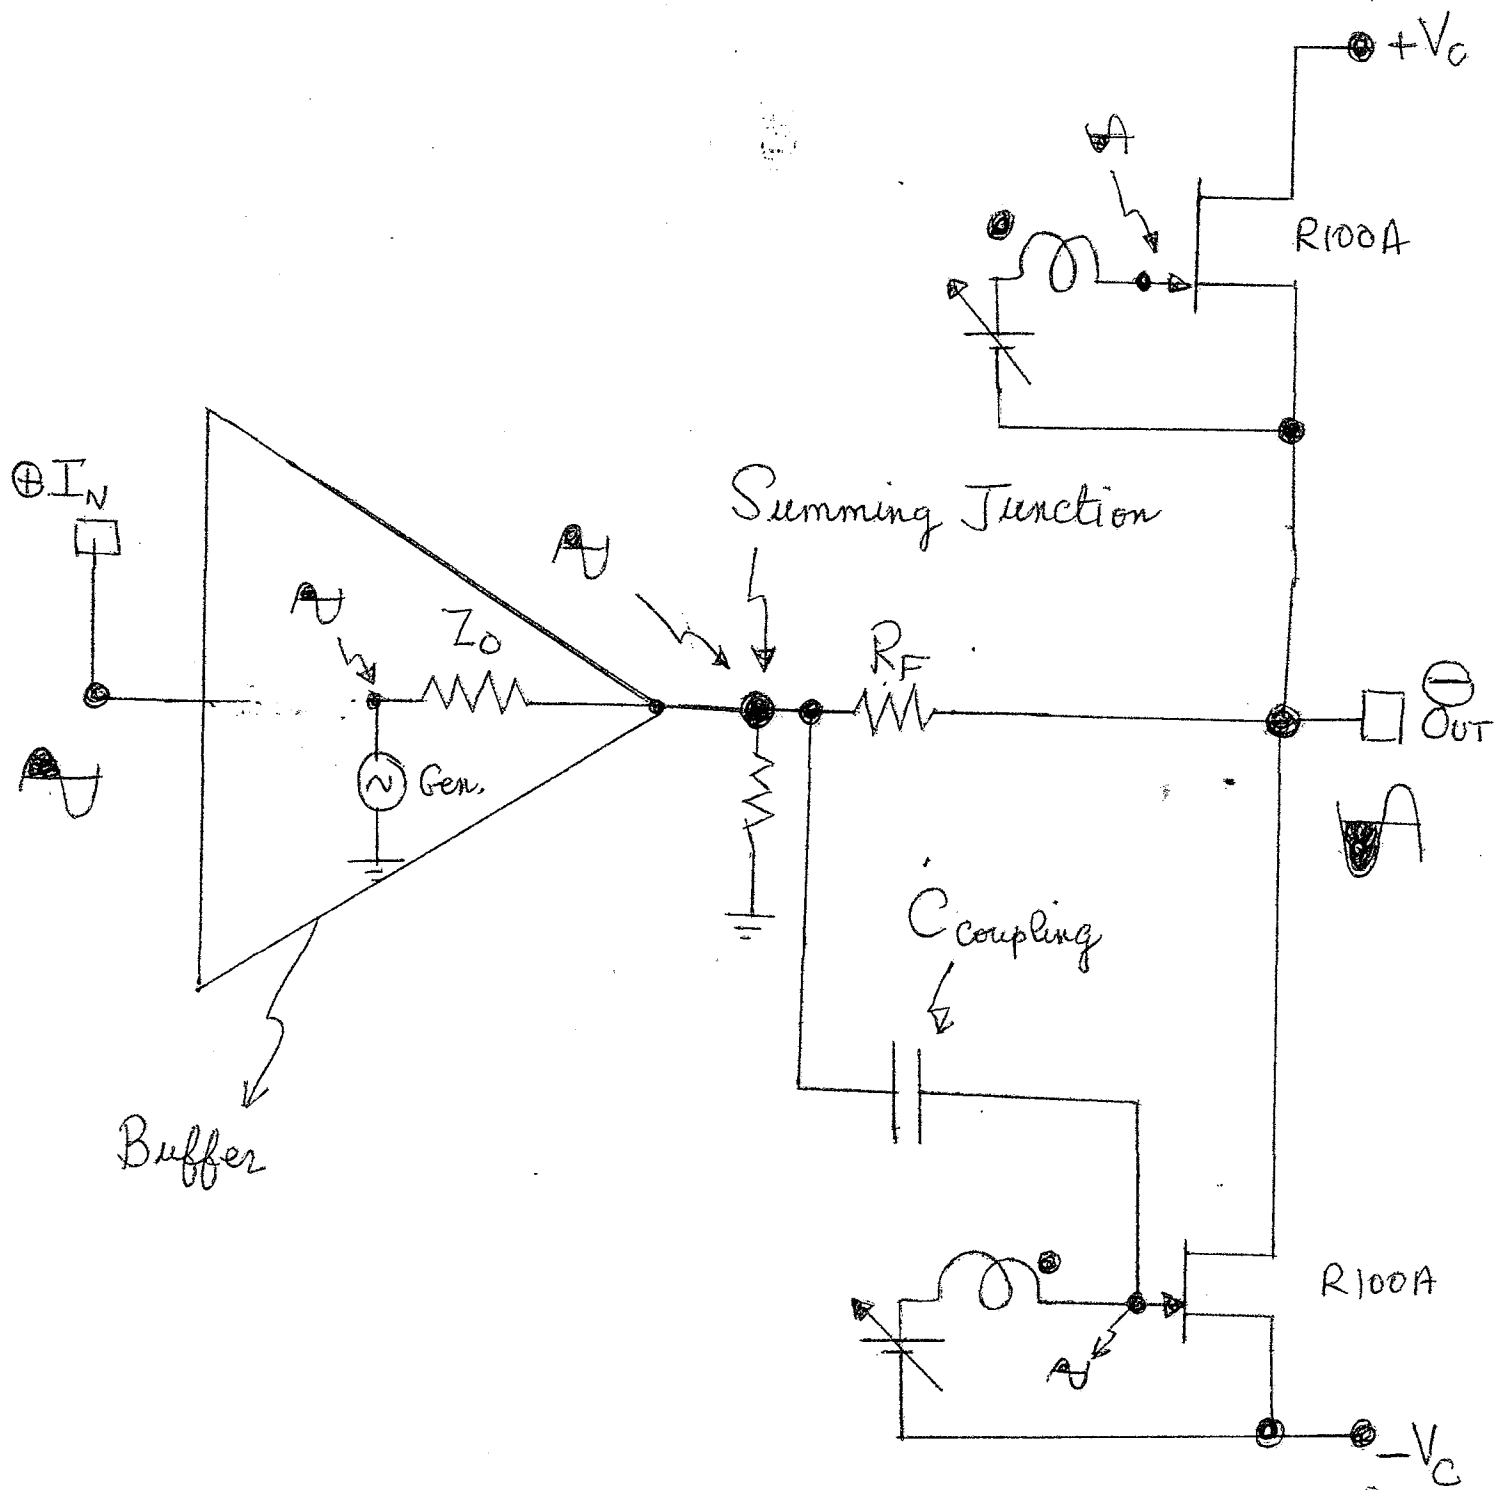 +Vc
R100A
⊕ IN
Summing Junction
Zo
RF
⊖
OUT
Gen.
Ccoupling
Buffer
R100A
-Vc